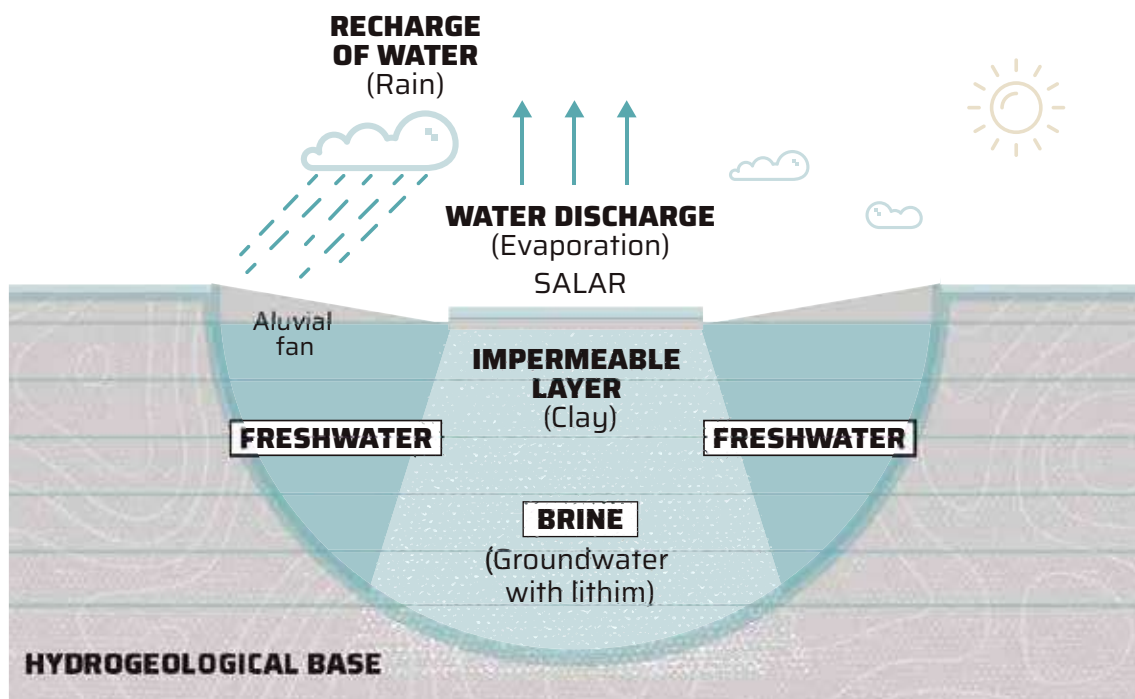 RECHARGE
OF WATER
(Rain)
WATER DISCHARGE
(Evaporation)
SALAR
Aluvial
fan
IMPERMEABLE
LAYER
(Clay)
FRESHWATER
FRESHWATER
BRINE
(Groundwater
with lithim)
HYDROGEOLOGICAL BASE